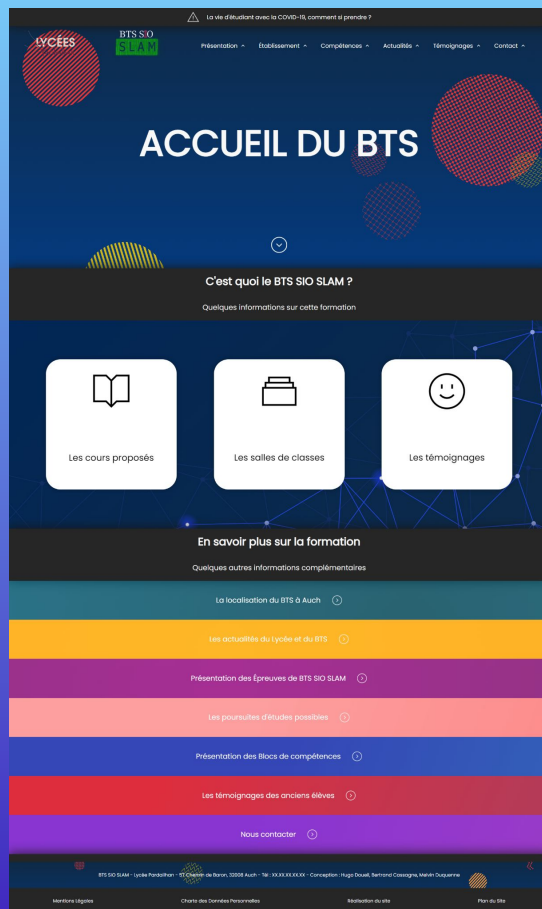 La vie d'étudiant avec la COVID-19, comment si prendre ?
LYCÉES
BTS SIO
SLAM
Présentation
Établissement
Compétences
Actualités
Témoignages
Contact
ACCUEIL DU BTS
C'est quoi le BTS SIO SLAM ?
Quelques informations sur cette formation
Les cours proposés
Les salles de classes
Les témoignages
En savoir plus sur la formation
Quelques autres informations complémentaires
La localisation du BTS à Auch
Les actualités du Lycée et du BTS
Présentation des Épreuves de BTS SIO SLAM
Les poursuites d'études possibles
Présentation des Blocs de compétences
Les témoignages des anciens élèves
Nous contacter
BTS SIO SLAM - Lycée Pardailhan - Chemin de Baron, 32008 Auch - Tél : XX.XX.XX.XX.XX - Conception : Hugo Douell, Bertrand Cassagne, Melvin Duquenne
Mentions Légales
Charte des Données Personnelles
Réalisation du site
Plan du Site